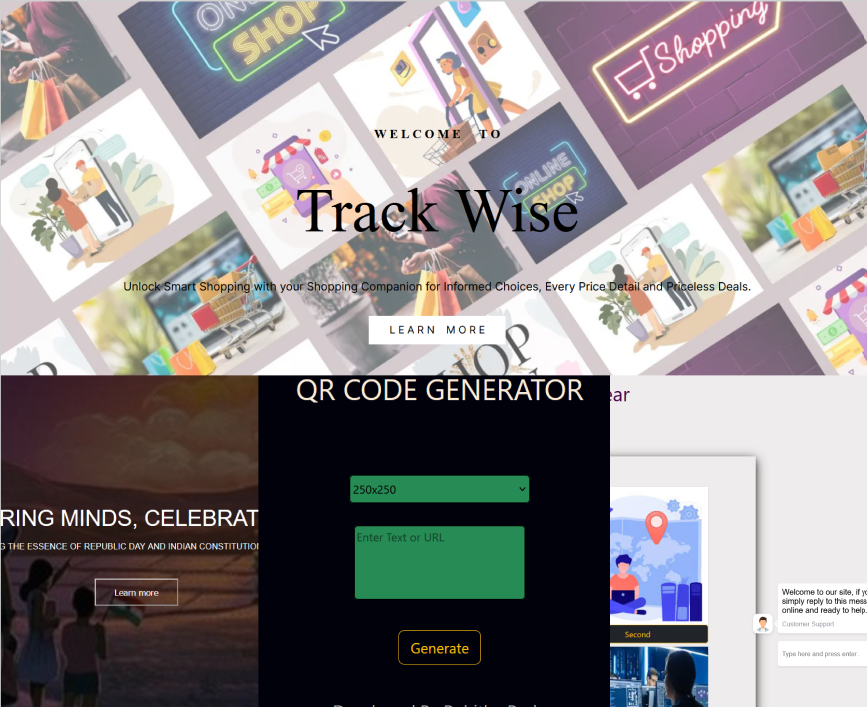 ONLINE
SHOP
Shopping
WELCOME TO
ONLINE
SHOP
Track Wise
Unlock Smart Shopping with your Shopping Companion for Informed Choices, Every Price Detail and Priceless Deals.
LEARN MORE
QR CODE GENERATOR
ear
250x250
RING MINDS, CELEBRAT
Enter Text or URL
G THE ESSENCE OF REPUBLIC DAY AND INDIAN CONSTITUTION
Learn more
Welcome to our site, if yo
simply reply to this mess
online and ready to help.
Customer Support
Second
Generate
Type here and press enter